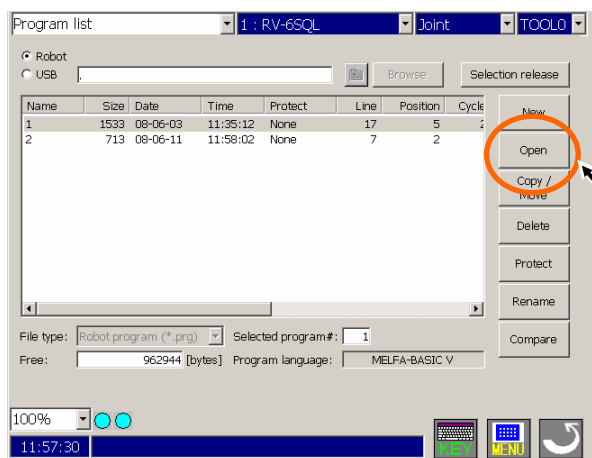 Program list 1 : RV-6SQL Joint TOOL0
Robot
USB . Browse Selection release
Name Size Date Time Protect Line Position Cycle
1 1533 08-06-03 11:35:12 None 17 5 2
2 713 08-06-11 11:58:02 None 7 2
New
Open
Copy /
Move
Delete
Protect
Rename
Compare
File type: Robot program (*.prg) Selected program#: 1
Free: 962944 [bytes] Program language: MELFA-BASIC V
100%
11:57:30 KEY MENU